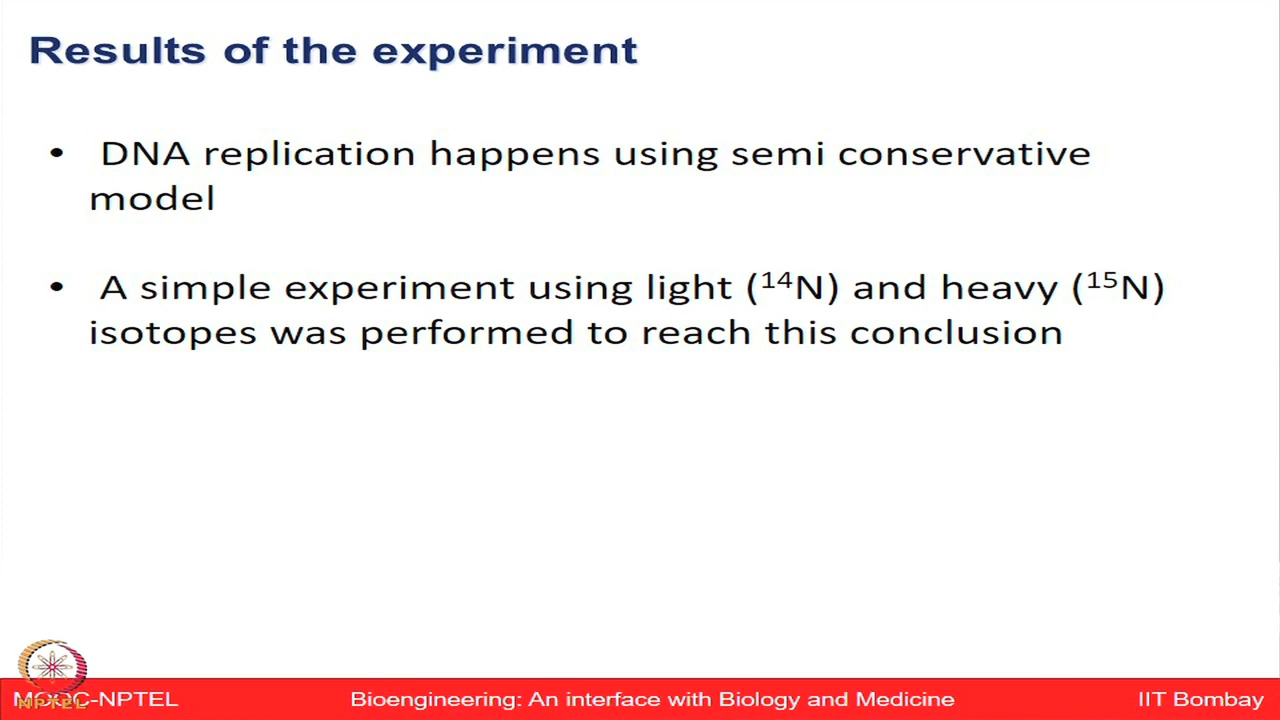 Results of the experiment
• DNA replication happens using semi conservative
model
• A simple experiment using light (¹⁴N) and heavy (¹⁵N)
isotopes was performed to reach this conclusion
MOOC-NPTEL Bioengineering: An interface with Biology and Medicine IIT Bombay
NPTEL